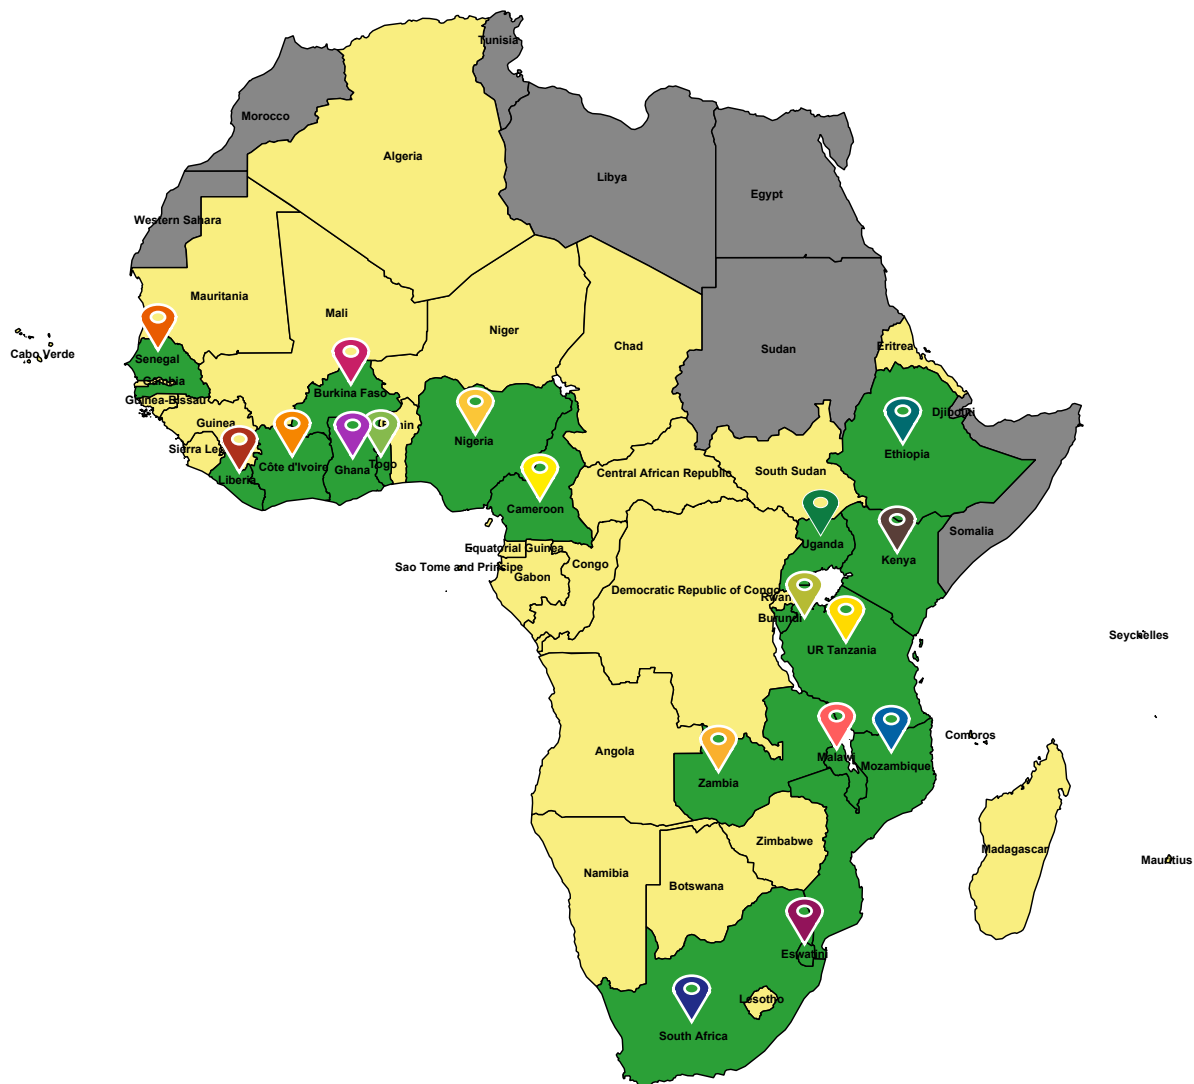 Tunisia
Morocco
Algeria
Libya
Egypt
Western Sahara
Mauritania
Mali
Niger
Chad
Sudan
Eritrea
Cabo Verde
Senegal
Gambia
Guinea-Bissau
Burkina Faso
Djibouti
Guinea
Nigeria
Sierra Le
Côte d'Ivoire
Ghana
Togo
Liberia
Ethiopia
Central African Republic
South Sudan
Cameroon
Somalia
Uganda
Kenya
Equatorial Guinea
Sao Tome and Principe
Congo
Gabon
Democratic Republic of Congo
Burundi
Seychelles
UR Tanzania
Comoros
Angola
Malawi
Mozambique
Zambia
Zimbabwe
Madagascar
Mauritius
Namibia
Botswana
Eswatini
Lesotho
South Africa